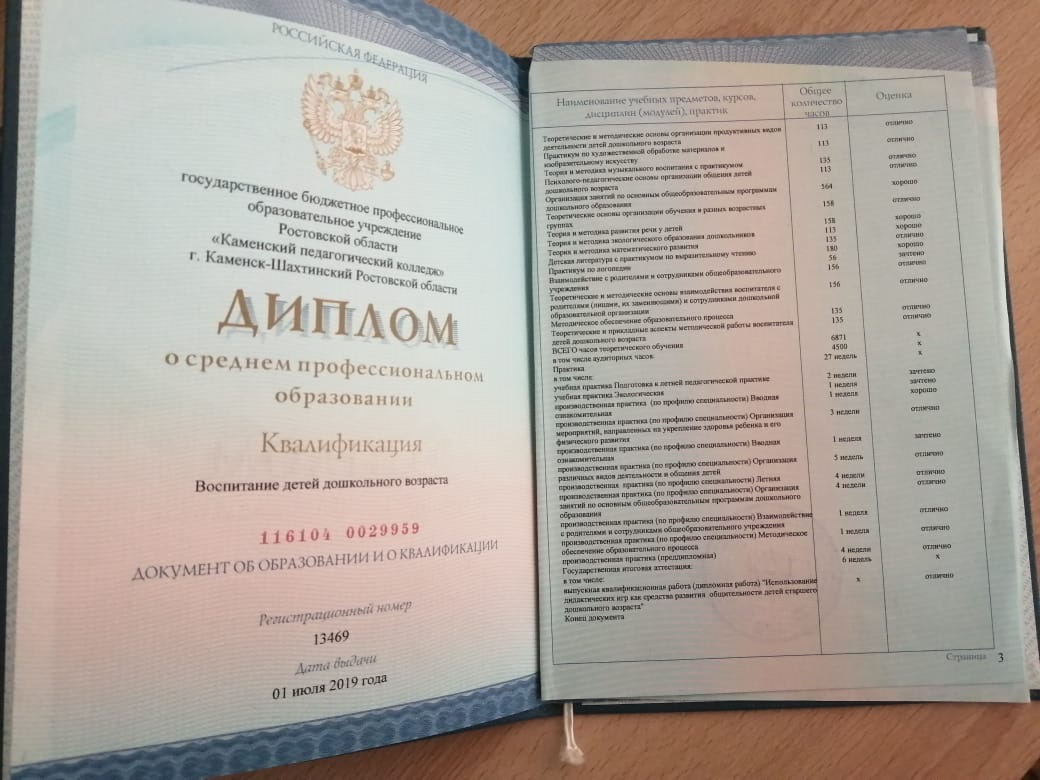 РОССИЙСКАЯ ФЕДЕРАЦИЯ
государственное бюджетное профессиональное
образовательное учреждение
Ростовской области
«Каменский педагогический колледж»
г. Каменск-Шахтинский Ростовской области
ДИПЛОМ
о среднем профессиональном
образовании
Квалификация
Воспитание детей дошкольного возраста
116104 0029959
ДОКУМЕНТ ОБ ОБРАЗОВАНИИ И О КВАЛИФИКАЦИИ
Регистрационный номер
13469
Дата выдачи
01 июля 2019 года
Наименование учебных предметов, курсов, дисциплин (модулей), практик
Общее количество часов
Оценка
Теоретические и методические основы организации продуктивных видов 113 отлично
деятельности детей дошкольного возраста
Практикум по художественной обработке материалов и 113 отлично
изобразительному искусству
Теория и методика музыкального воспитания с практикумом 135 отлично
Психолого-педагогические основы организации общения детей 113 отлично
дошкольного возраста
Организация занятий по основным общеобразовательным программам 564 хорошо
дошкольного образования
Теоретические основы организации обучения в разных возрастных 158 отлично
группах
Теория и методика развития речи у детей 158 хорошо
Теория и методика экологического образования дошкольников 113 хорошо
Теория и методика математического развития 135 отлично
Детская литература с практикумом по выразительному чтению 180 хорошо
Практикум по логопедии 56 зачтено
Взаимодействие с родителями и сотрудниками общеобразовательного 156 отлично
учреждения
Теоретические и методические основы взаимодействия воспитателя с 156 отлично
родителями (лицами, их заменяющими) и сотрудниками дошкольной
образовательной организации
Методическое обеспечение образовательного процесса 135 отлично
Теоретические и прикладные аспекты методической работы воспитателя 135 отлично
детей дошкольного возраста
ВСЕГО часов теоретического обучения 6871 х
в том числе аудиторных часов: 4500 х
Практика 27 недель х
в том числе:
учебная практика Подготовка к летней педагогической практике 2 недели зачтено
учебная практика Экологическая 1 неделя зачтено
производственная практика (по профилю специальности) Вводная 1 неделя хорошо
ознакомительная
производственная практика (по профилю специальности) Организация 3 недели отлично
мероприятий, направленных на укрепление здоровья ребенка и его
физического развития
производственная практика (по профилю специальности) Вводная 1 неделя зачтено
ознакомительная
производственная практика (по профилю специальности) Организация 5 недель отлично
различных видов деятельности и общения детей
производственная практика (по профилю специальности) Летняя 4 недели отлично
производственная практика (по профилю специальности) Организация 4 недели отлично
занятий по основным общеобразовательным программам дошкольного
образования
производственная практика (по профилю специальности) Взаимодействие 1 неделя отлично
с родителями и сотрудниками общеобразовательного учреждения
производственная практика (по профилю специальности) Методическое 1 неделя отлично
обеспечение образовательного процесса
производственная практика (преддипломная) 4 недели отлично
Государственная итоговая аттестация: 6 недель х
в том числе:
выпускная квалификационная работа (дипломная работа) "Использование х отлично
дидактических игр как средства развития общительности детей старшего
дошкольного возраста"
Конец документа
Страница 3